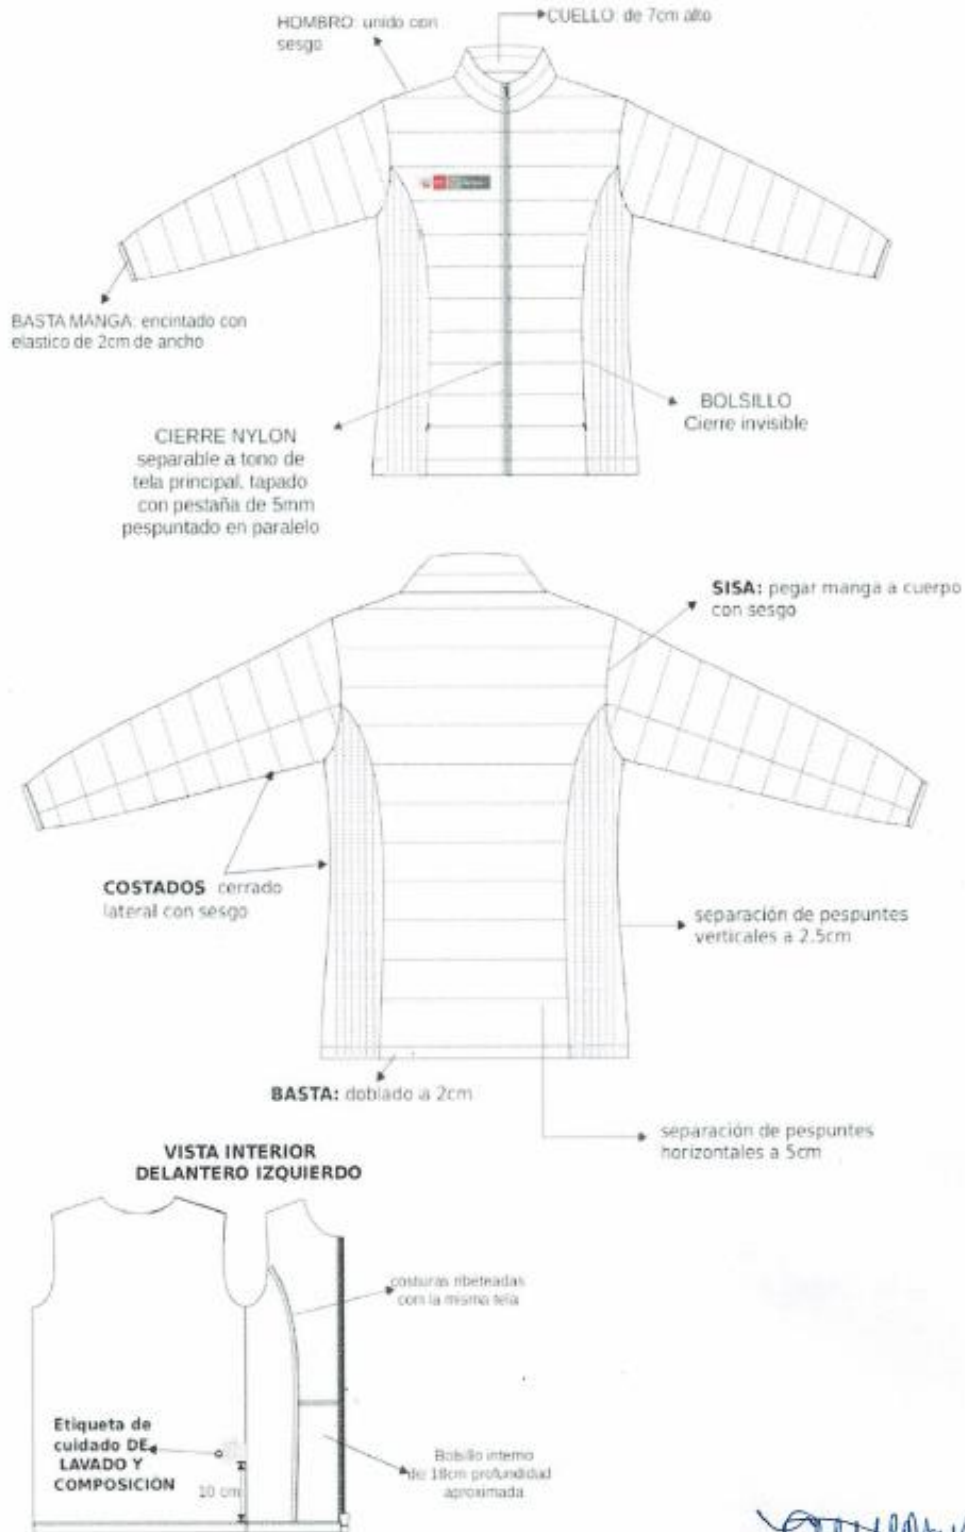 HOMBRO: unido con
sesgo
CUELLO: de 7cm alto
BASTA MANGA: encintado con
elastico de 2cm de ancho
CIERRE NYLON
separable a tono de
tela principal, tapado
con pestaña de 5mm
pespuntado en paralelo
BOLSILLO
Cierre invisible
SISA: pegar manga a cuerpo
con sesgo
COSTADOS cerrado
lateral con sesgo
separación de pespuntes
verticales a 2.5cm
BASTA: doblado a 2cm
separación de pespuntes
horizontales a 5cm
VISTA INTERIOR
DELANTERO IZQUIERDO
costuras ribeteadas
com la misma tela
Etiqueta de
cuidado DE
LAVADO Y
COMPOSICIÓN
10 cm
Bolsillo interno
de 18cm profundidad
aproximada